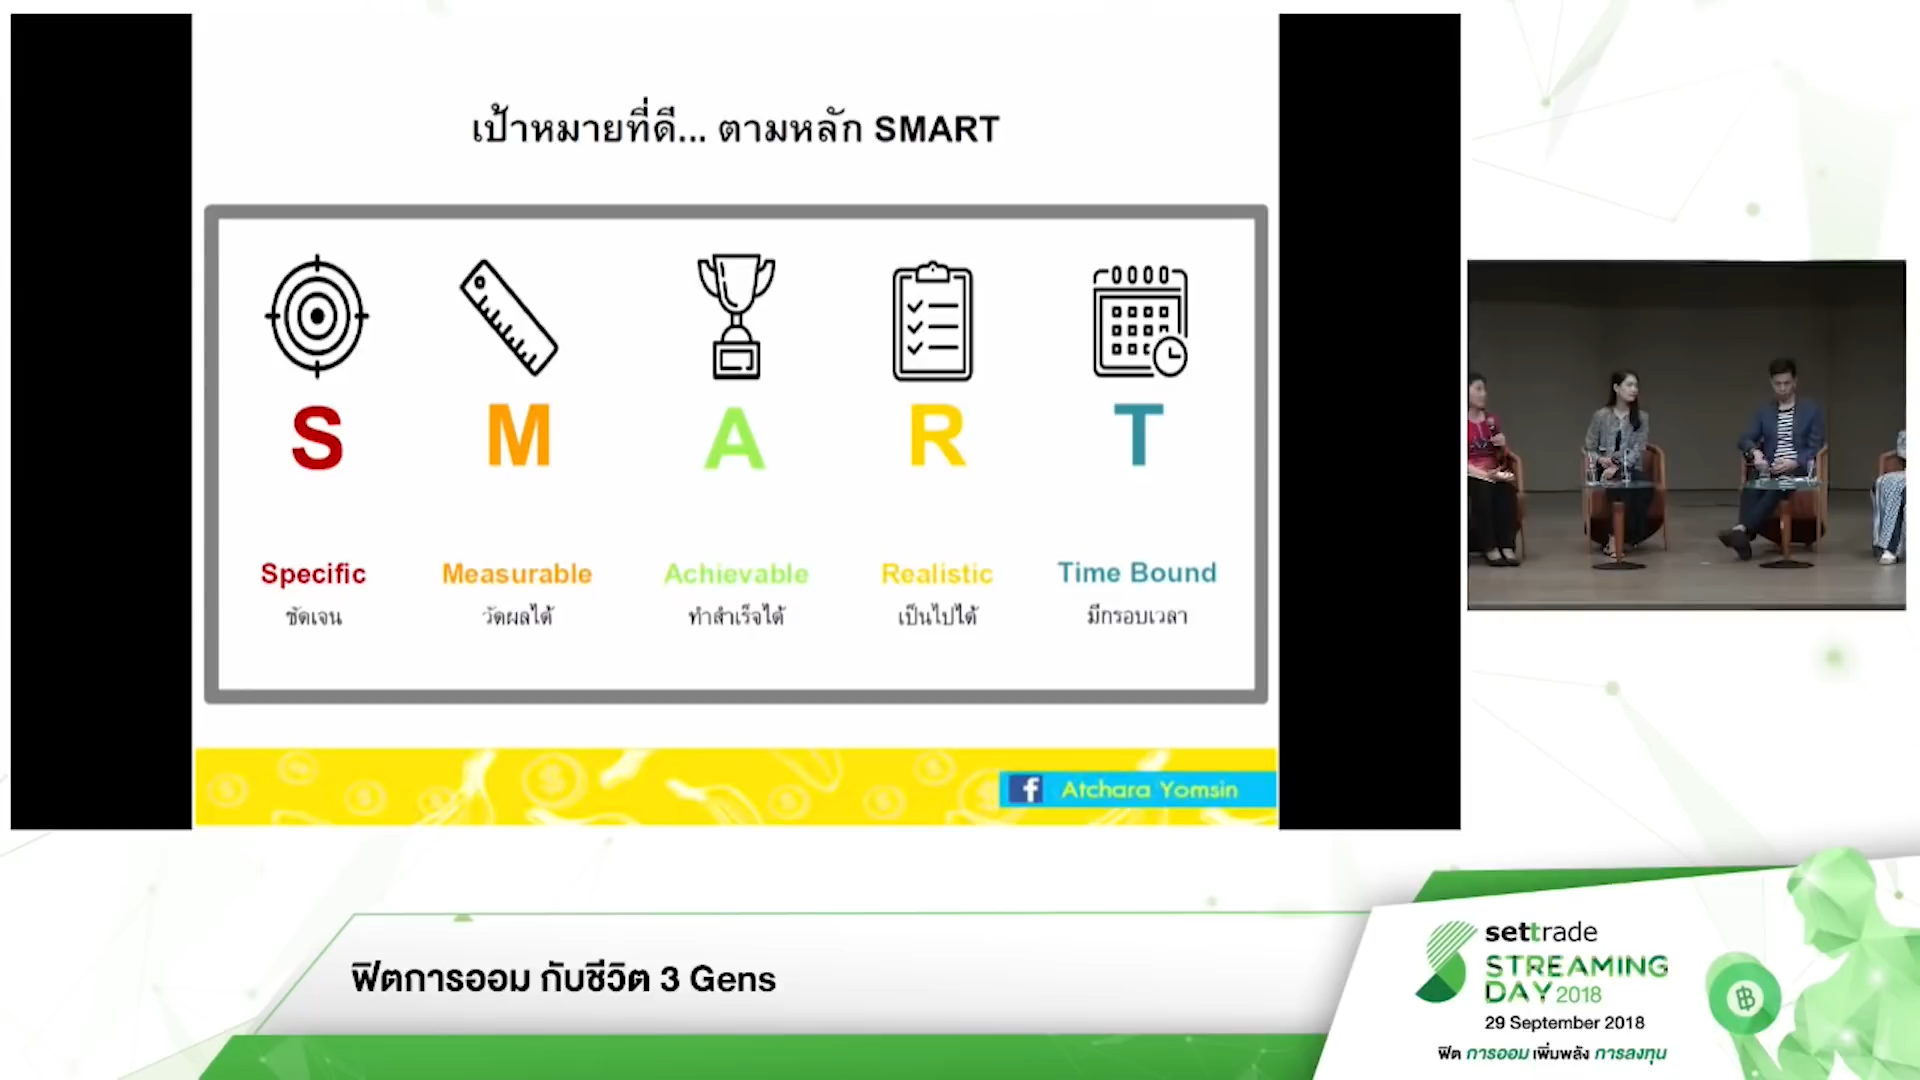 เป้าหมายที่ดี... ตามหลัก SMART
S M A R T
Specific Measurable Achievable Realistic Time Bound
ชัดเจน วัดผลได้ ทำสำเร็จได้ เป็นไปได้ มีกรอบเวลา
f Atchara Yomsin
ฟิตการออม กับชีวิต 3 Gens
settrade
STREAMING
DAY 2018
29 September 2018
ฟิต การออม เพิ่มพลัง การลงทุน